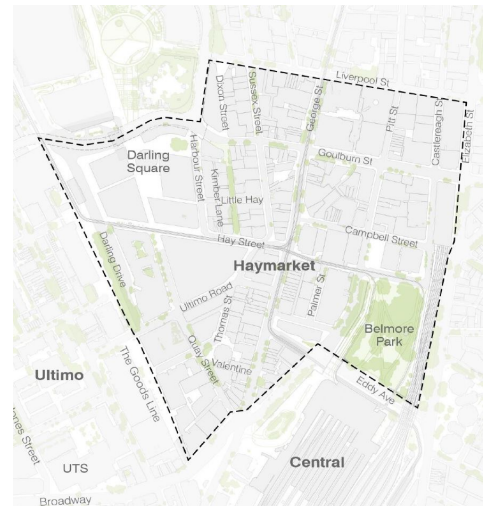 Liverpool St
Dixon Street
Sussex Street
George St
Pitt St
Castlereagh St
Elizabeth St
Goulburn St
Darling
Square
Harbour Street
Kimber Lane
Little Hay
Hay Street
Campbell Street
Haymarket
Darling Drive
Ultimo Road
Thomas St
Palmer St
Belmore
Park
Quay Street
Valentine
Eddy Ave
The Goods Line
Ultimo
Jones Street
UTS
Central
Broadway